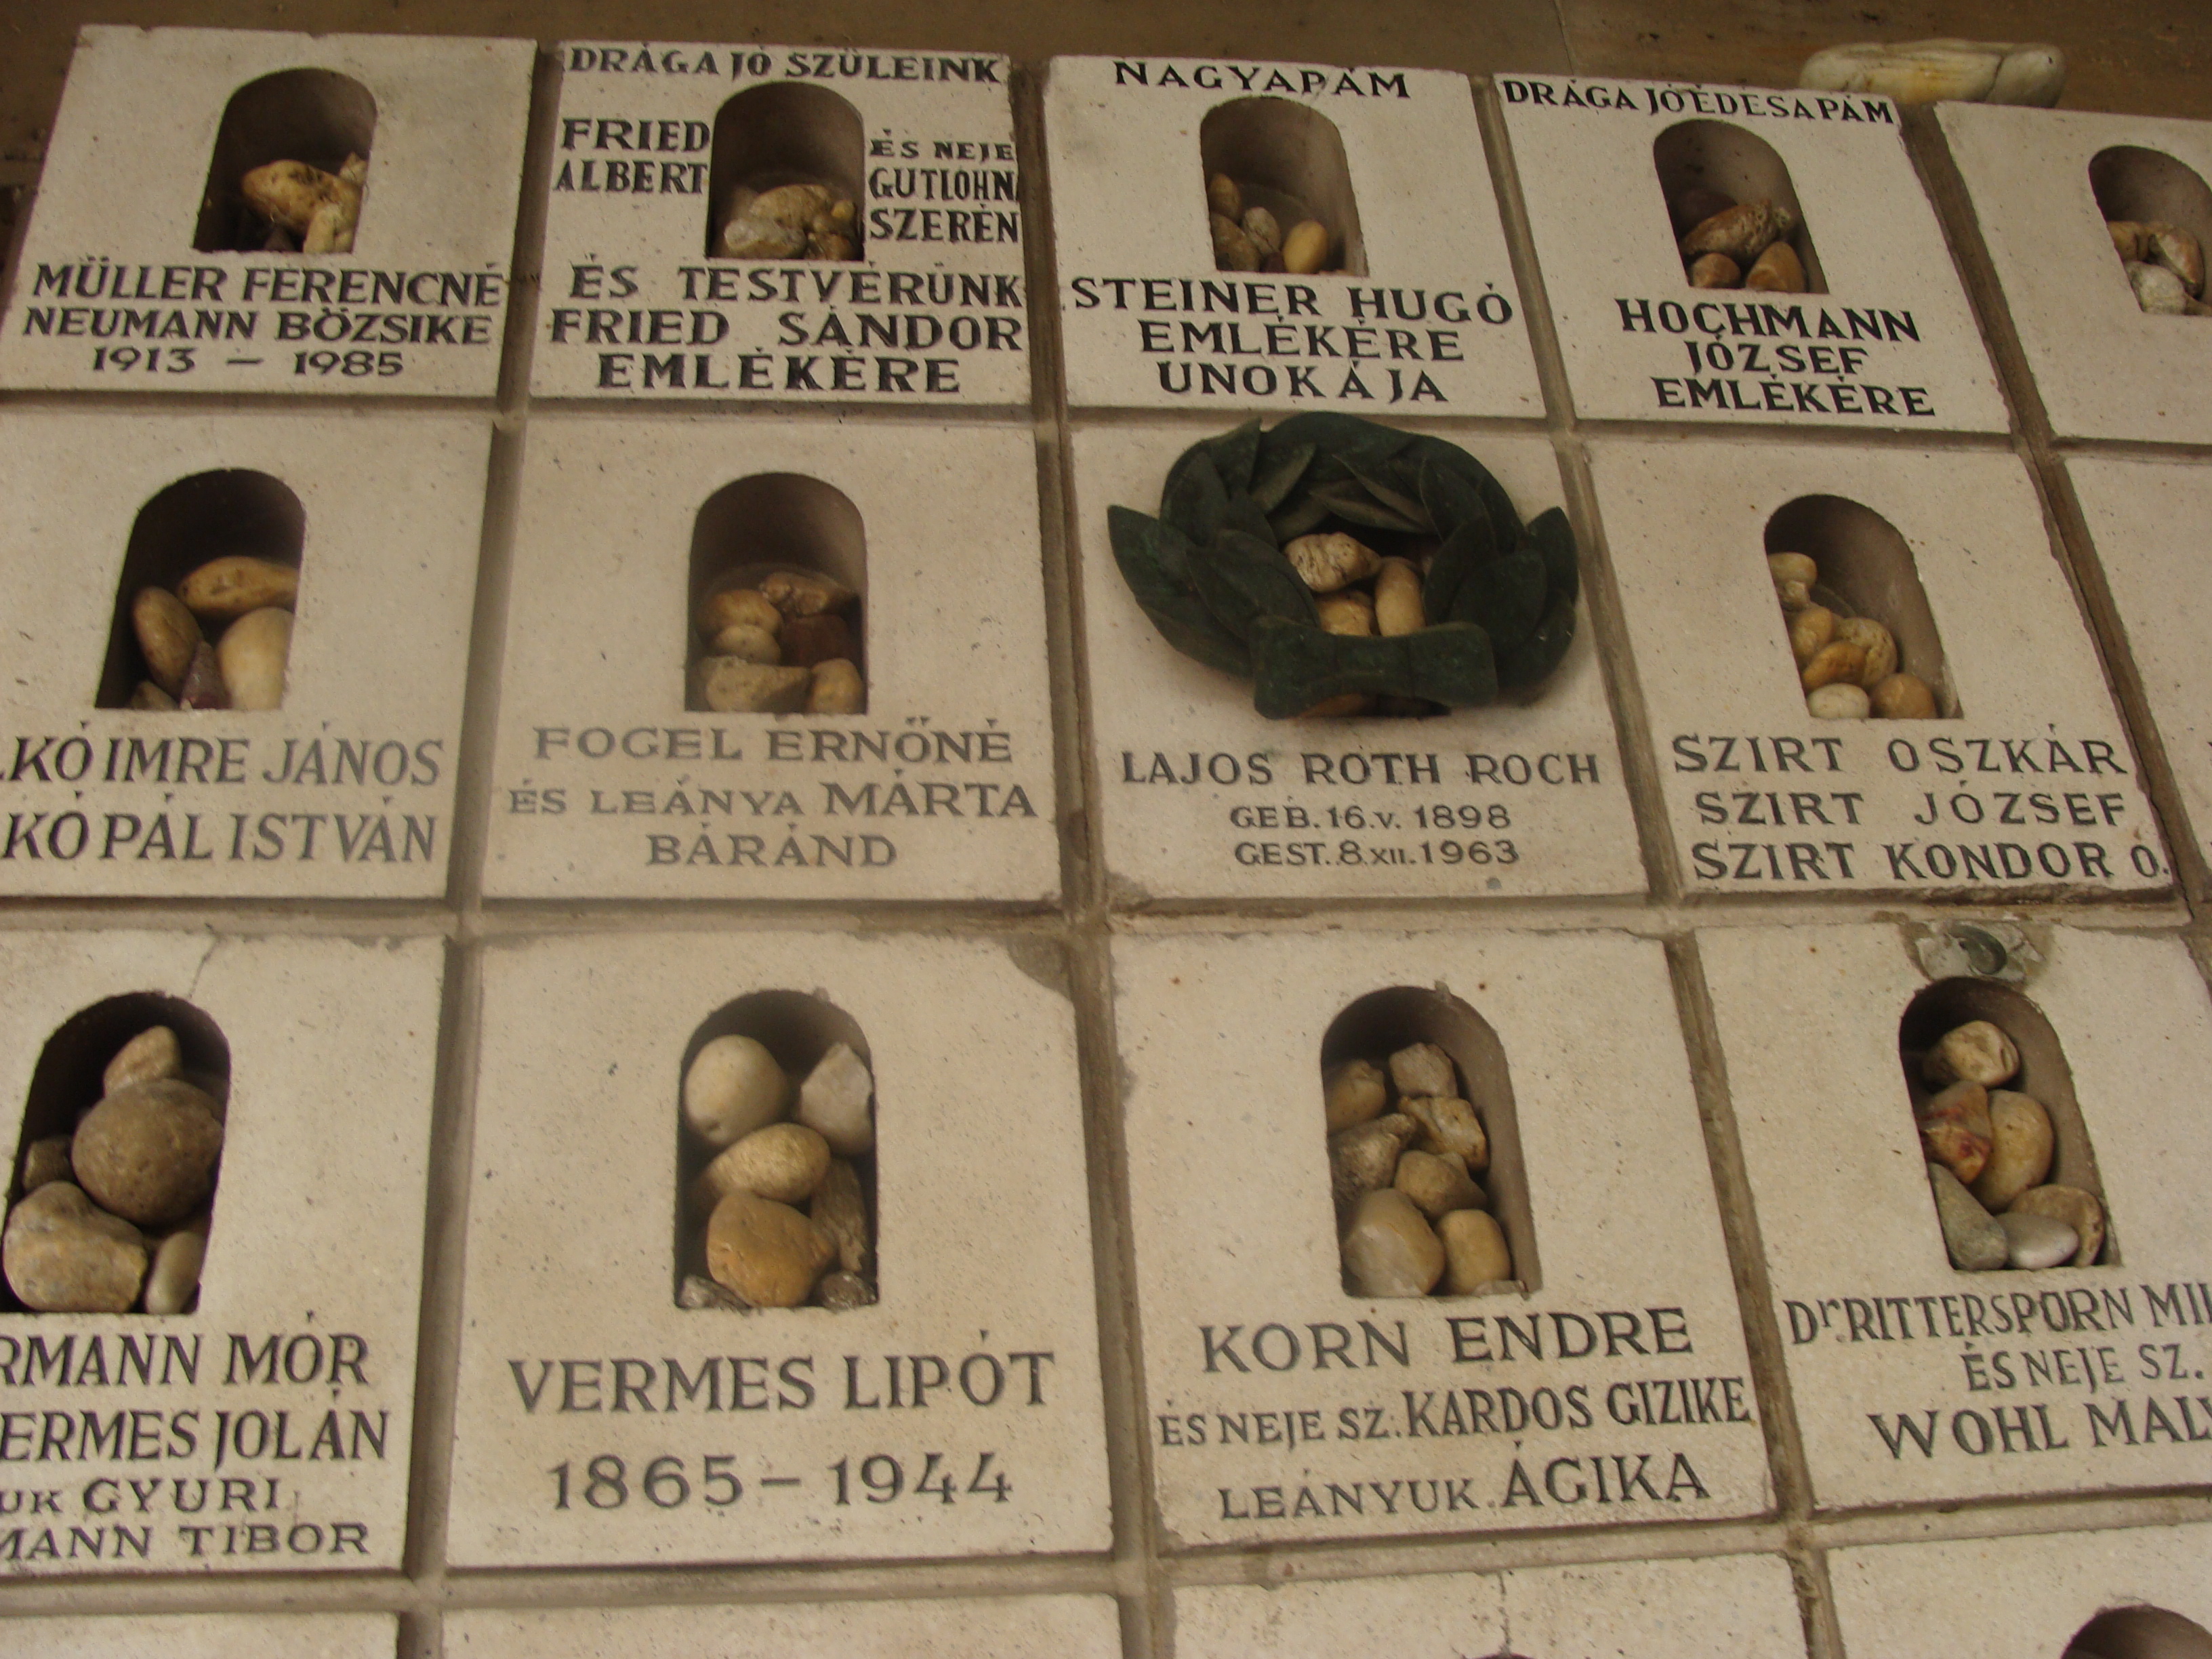 MÜLLER FERENCNÉ
NEUMANN BÖZSIKE
1913 - 1985
DRÁGA JÓ SZÜLEINK
FRIED
ALBERT
ÉS NEJE
GUTLOHN
SZERÉN
ÉS TESTVÉRÜNK
FRIED SÁNDOR
EMLÉKÉRE
NAGYAPÁM
STEINER HUGÓ
EMLÉKÉRE
UNOKÁJA
DRÁGA JÓ ÉDESAPÁM
HOCHMANN
JÓZSEF
EMLÉKÉRE
LKÓ IMRE JÁNOS
KÓ PÁL ISTVÁN
FOGEL ERNŐNÉ
ÉS LEÁNYA MÁRTA
BÁRÁND
LAJOS ROTH ROCH
GEB. 16.V. 1898
GEST. 8.XII.1963
SZIRT OSZKÁR
SZIRT JÓZSEF
SZIRT KONDOR O.
RMANN MÓR
ERMES JOLÁN
UK GYURI
MANN TIBOR
VERMES LIPÓT
1865-1944
KORN ENDRE
ÉS NEJE SZ. KARDOS GIZIKE
LEÁNYUK ÁGIKA
Dr RITTERSPORN
ÉS NEJE SZ.
WOHL